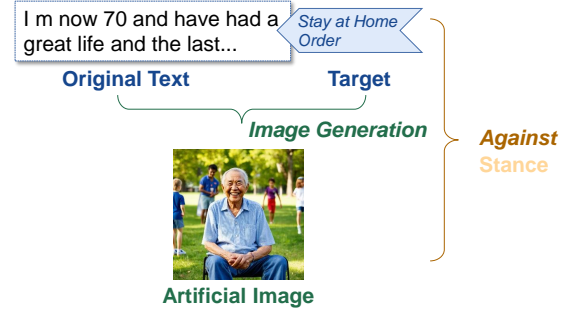 I m now 70 and have had a
great life and the last...
Stay at Home
Order
Original Text
Target
Image Generation
Against
Stance
Artificial Image